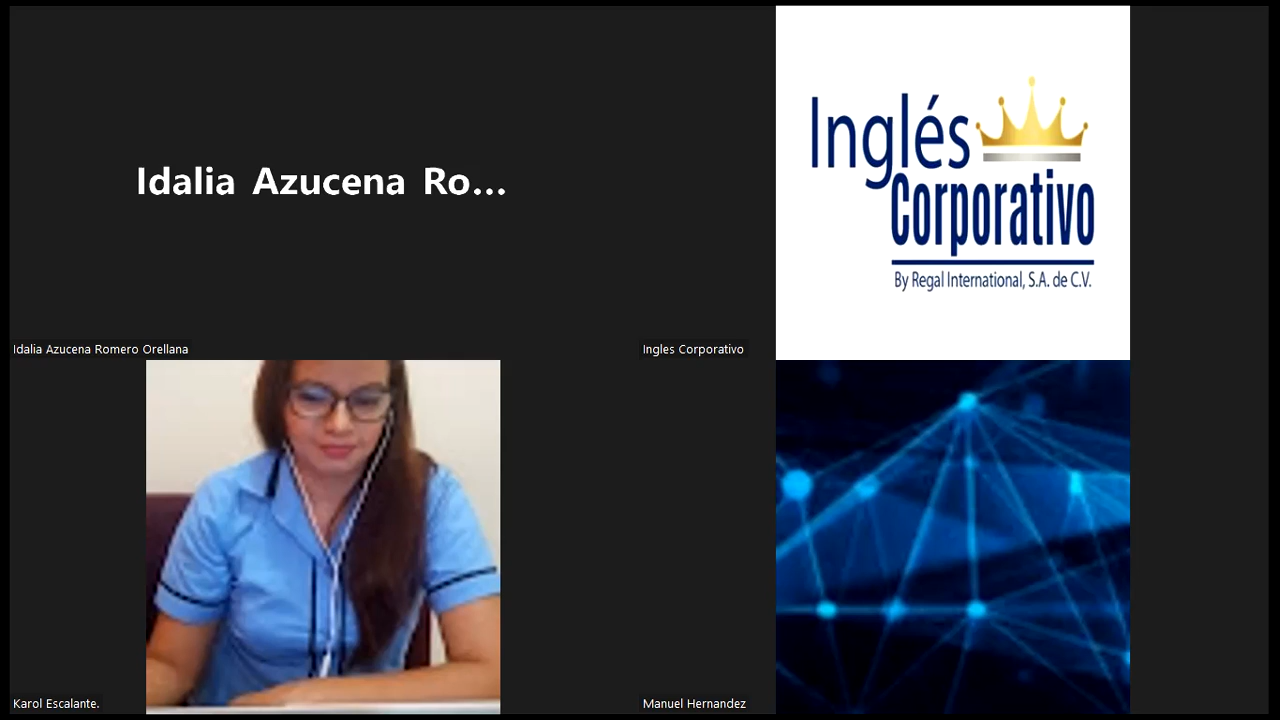 Idalia Azucena Ro...
Inglés
Corporativo
By Regal International, S.A. de C.V.
Idalia Azucena Romero Orellana
Ingles Corporativo
Karol Escalante.
Manuel Hernandez